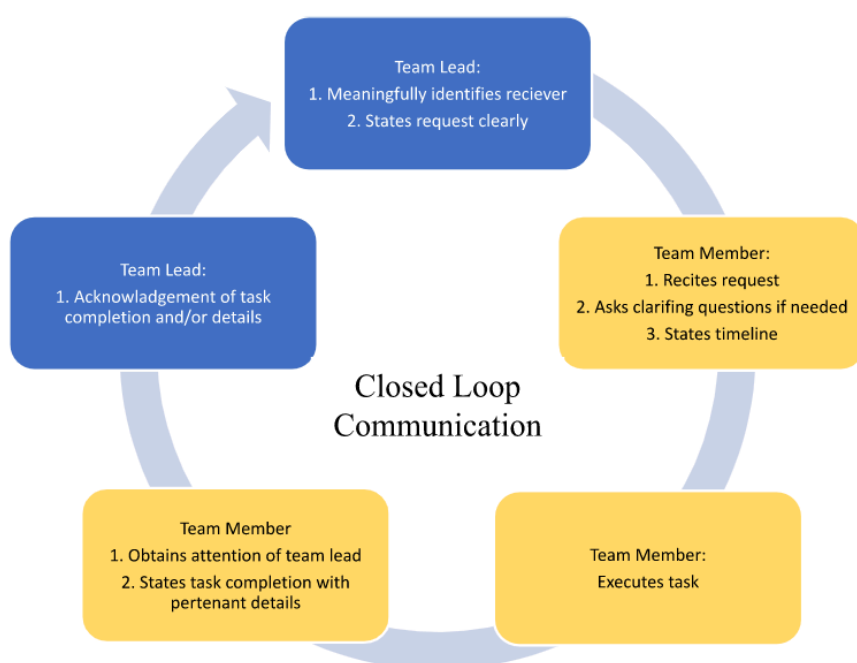 Team Lead:
1. Meaningfully identifies reciever
2. States request clearly
Team Member:
1. Recites request
2. Asks clarifing questions if needed
3. States timeline
Team Member:
Executes task
Team Member
1. Obtains attention of team lead
2. States task completion with
pertenant details
Team Lead:
1. Acknowladgement of task
completion and/or details
Closed Loop
Communication